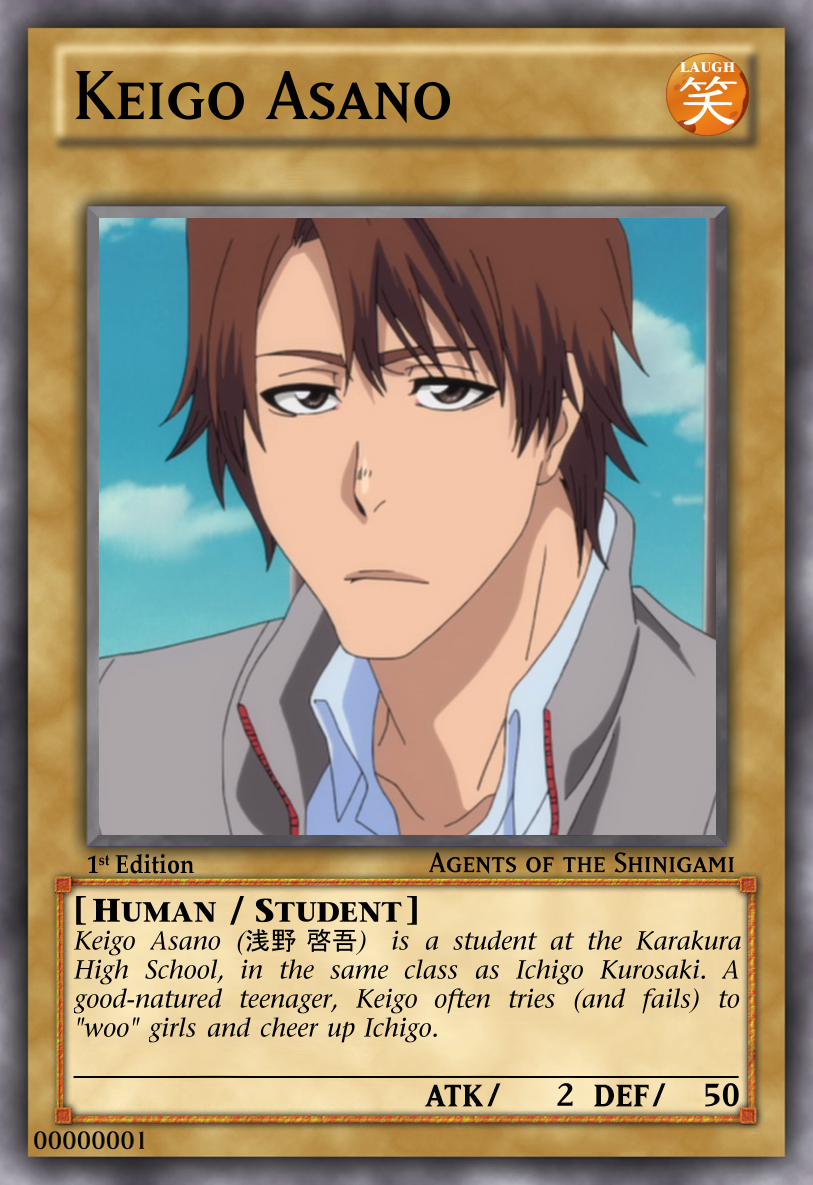 Keigo Asano
LAUGH
笑
1st Edition
Agents of the Shinigami
[ Human / Student ]
Keigo Asano (浅野 啓吾) is a student at the Karakura
High School, in the same class as Ichigo Kurosaki. A
good-natured teenager, Keigo often tries (and fails) to
"woo" girls and cheer up Ichigo.
ATK/ 2 DEF/ 50
00000001